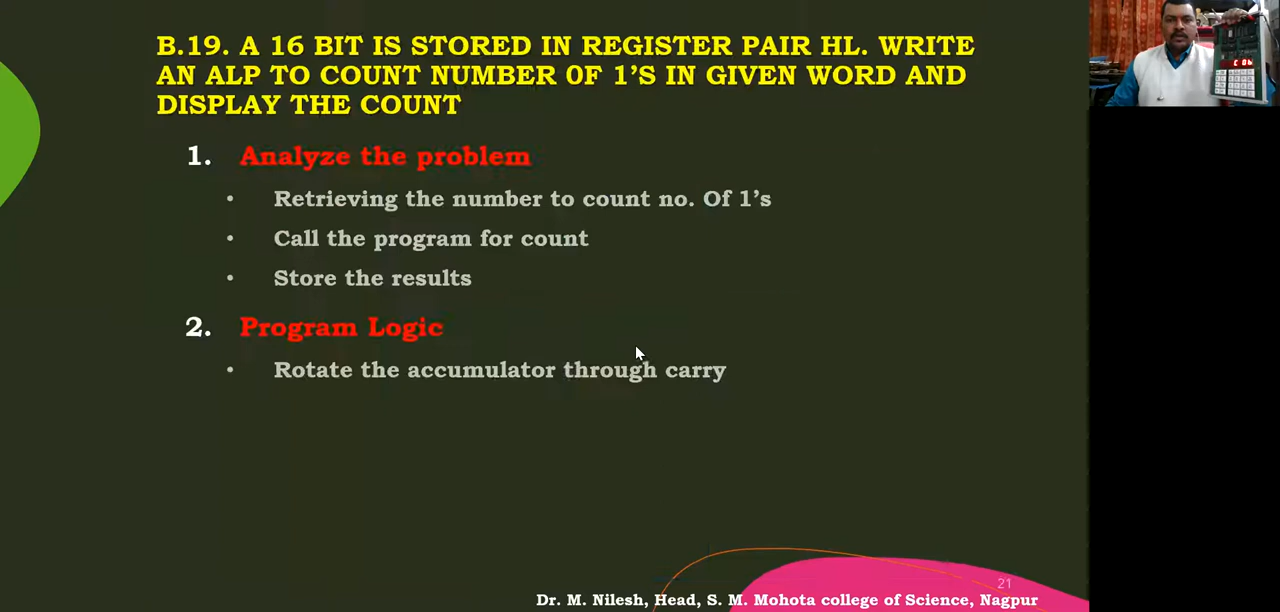 B.19. A 16 BIT IS STORED IN REGISTER PAIR HL. WRITE
AN ALP TO COUNT NUMBER 0F 1’S IN GIVEN WORD AND
DISPLAY THE COUNT
1. Analyze the problem
• Retrieving the number to count no. Of 1’s
• Call the program for count
• Store the results
2. Program Logic
• Rotate the accumulator through carry
21
Dr. M. Nilesh, Head, S. M. Mohota college of Science, Nagpur